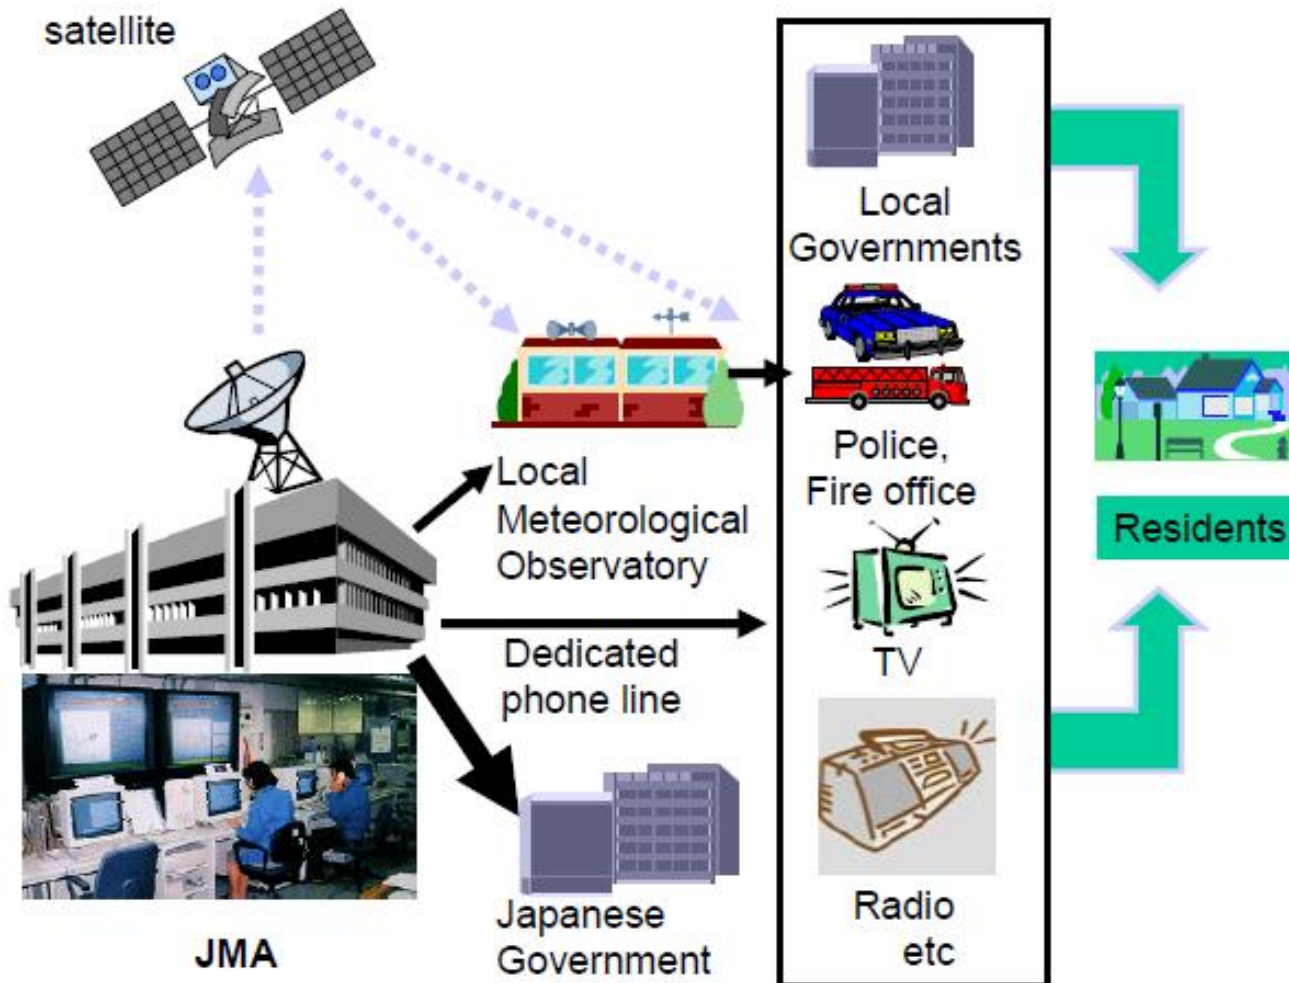 satellite
Local
Governments
Police,
Fire office
Local
Meteorological
Observatory
Residents
Dedicated
phone line
TV
Japanese
Government
Radio
etc
JMA